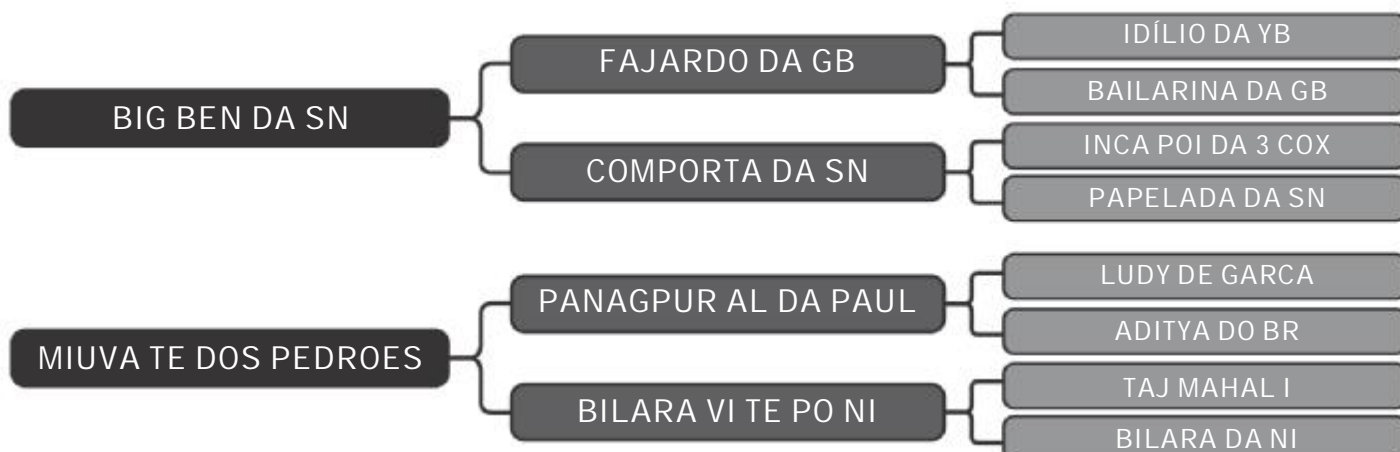 IDÍLIO DA YB
FAJARDO DA GB
BAILARINA DA GB
BIG BEN DA SN
INCA POI DA 3 COX
COMPORTA DA SN
PAPELADA DA SN
LUDY DE GARCA
PANAGPUR AL DA PAUL
ADITYA DO BR
MIUVA TE DOS PEDROES
TAJ MAHAL I
BILARA VI TE PO NI
BILARA DA NI